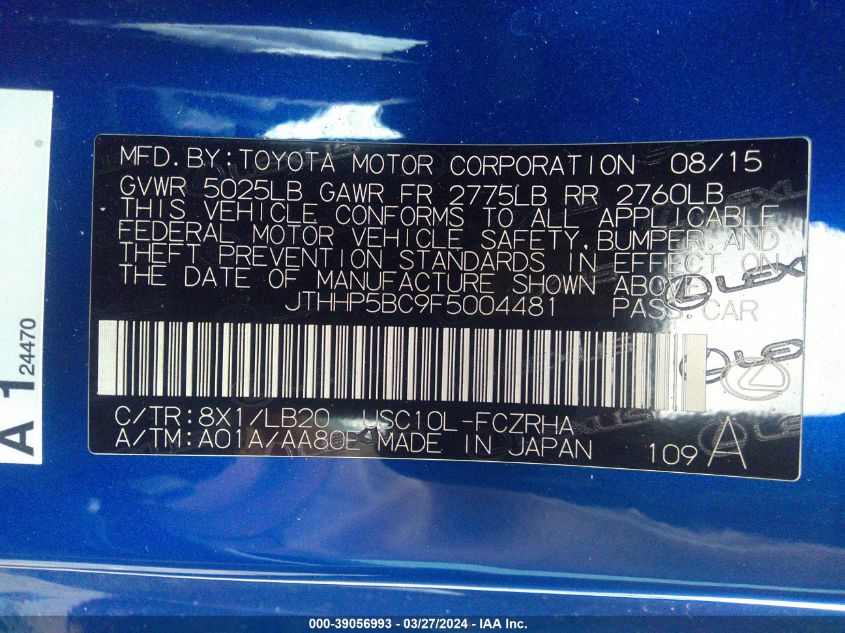 MFD.BY:TOYOTA MOTOR CORPORATION 08/15
GVWR 5025LB GAWR FR 2775LB RR 2760LB
THIS VEHICLE CONFORMS TO ALL APPLICABLE
FEDERAL MOTOR VEHICLE SAFETY, BUMPER, AND
THEFT PREVENTION STANDARDS IN EFFECT ON
THE DATE OF MANUFACTURE SHOWN ABOVE.
JTHHP5BC9F5004481 PASS.CAR
C/TR:8X1/LB20 USC10L-FCZRHA
A/TM:A01A/AA80E MADE IN JAPAN 109 A
A 1 24470
LEXUS
000-39056993 - 03/27/2024 - IAA Inc.